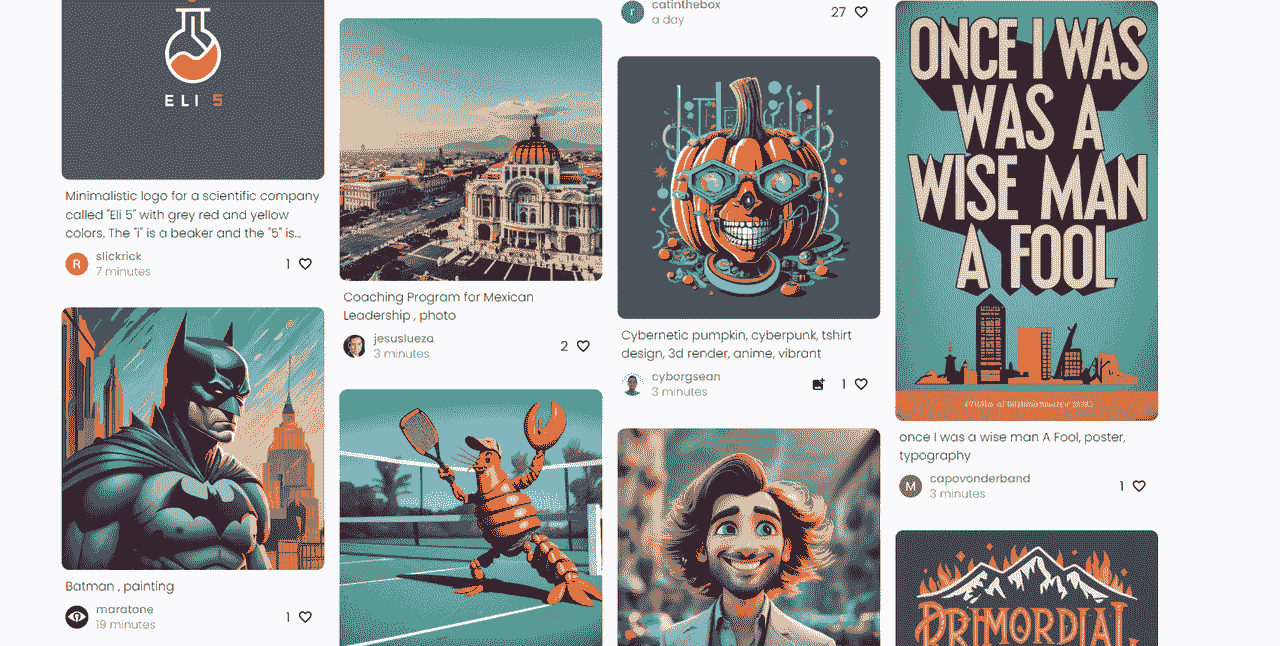 ELI 5
Minimalistic logo for a scientific company
called "Eli 5" with grey red and yellow
colors. The "i" is a beaker and the "5" is...
R
slickrick
7 minutes
1
Batman , painting
maratone
19 minutes
1
Coaching Program for Mexican
Leadership , photo
jesuslueza
3 minutes
2
r
catinthebox
a day
27
Cybernetic pumpkin, cyberpunk, tshirt
design, 3d render, anime, vibrant
cyborgsean
3 minutes
1
ONCE I WAS
WAS A
WISE MAN
A FOOL
once I was a wise man A Fool, poster,
typography
M
capovonderband
3 minutes
1
PRIMORDIAL